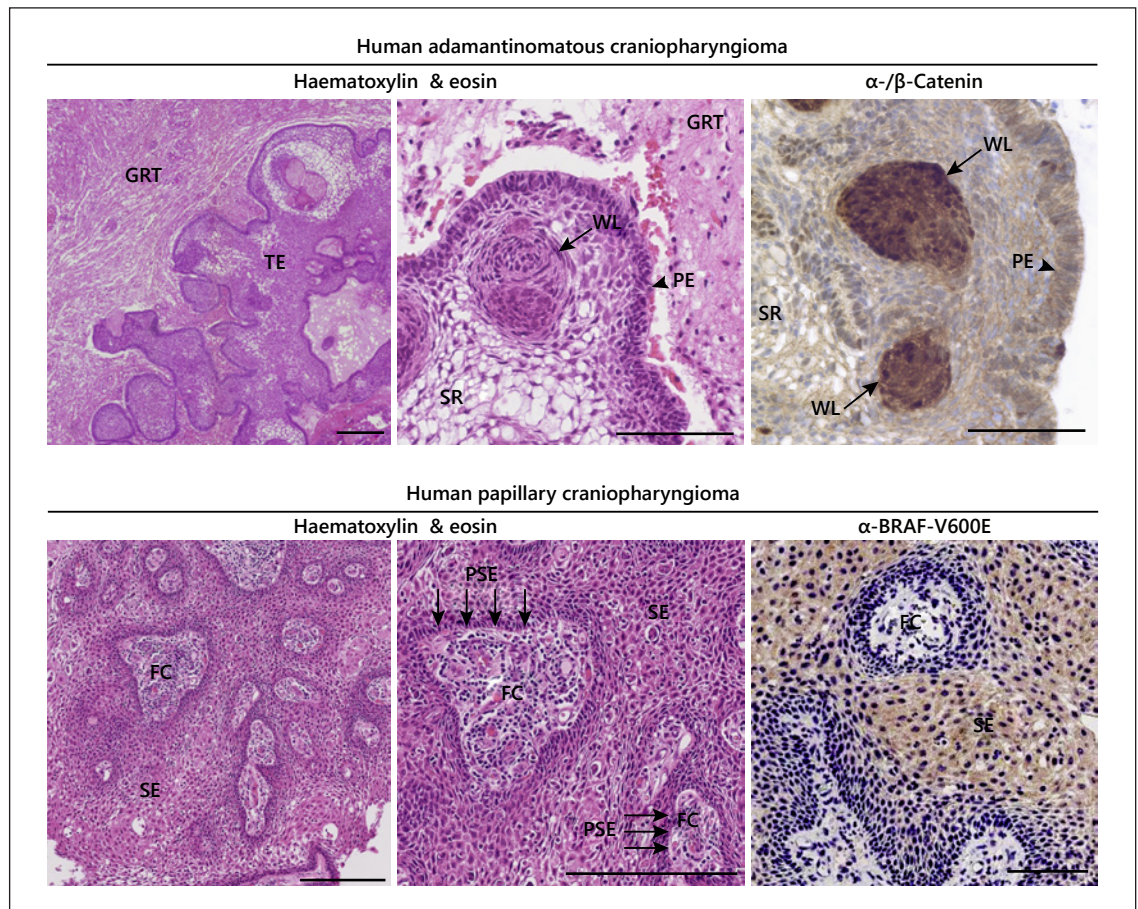 Human adamantinomatous craniopharyngioma
Haematoxylin & eosin
α-/β-Catenin
GRT
TE
GRT
WL
PE
SR
WL
PE
SR
WL
Human papillary craniopharyngioma
Haematoxylin & eosin
α-BRAF-V600E
FC
SE
PSE
SE
FC
PSE
FC
FC
SE